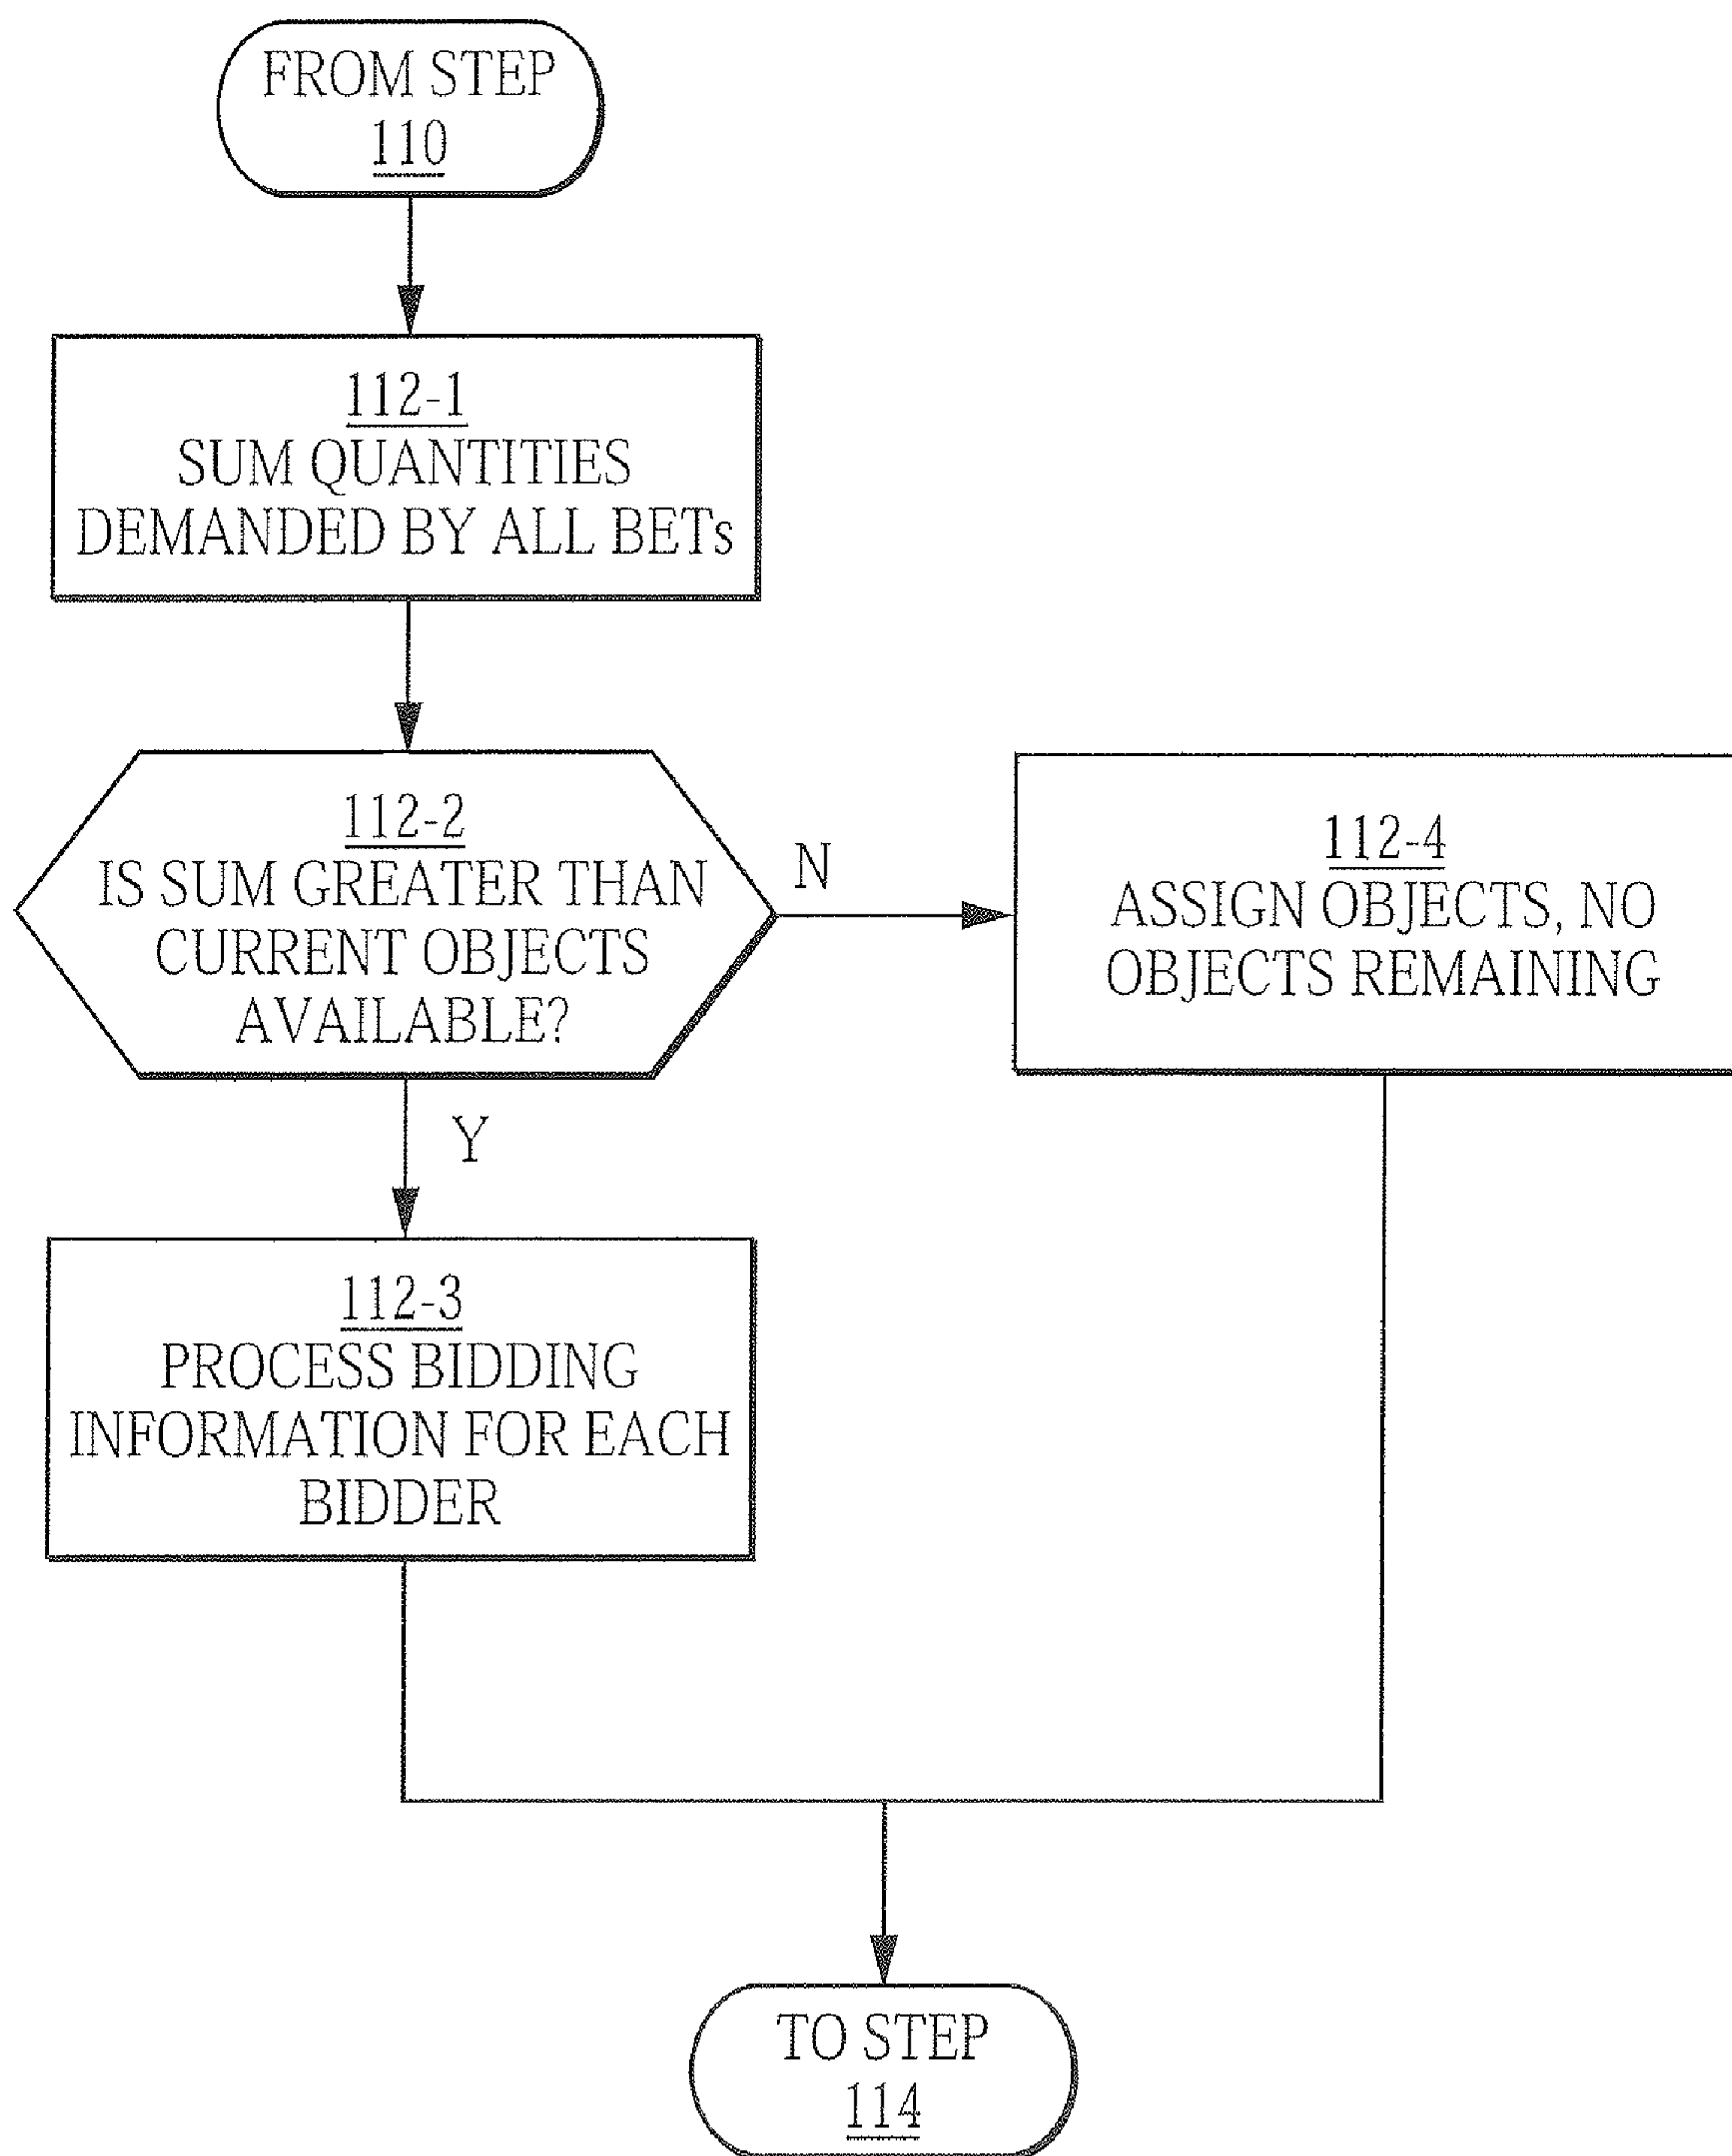 FROM STEP
110
112-1
SUM QUANTITIES
DEMANDED BY ALL BETs
112-2
IS SUM GREATER THAN
CURRENT OBJECTS
AVAILABLE?
N
112-4
ASSIGN OBJECTS, NO
OBJECTS REMAINING
Y
112-3
PROCESS BIDDING
INFORMATION FOR EACH
BIDDER
TO STEP
114